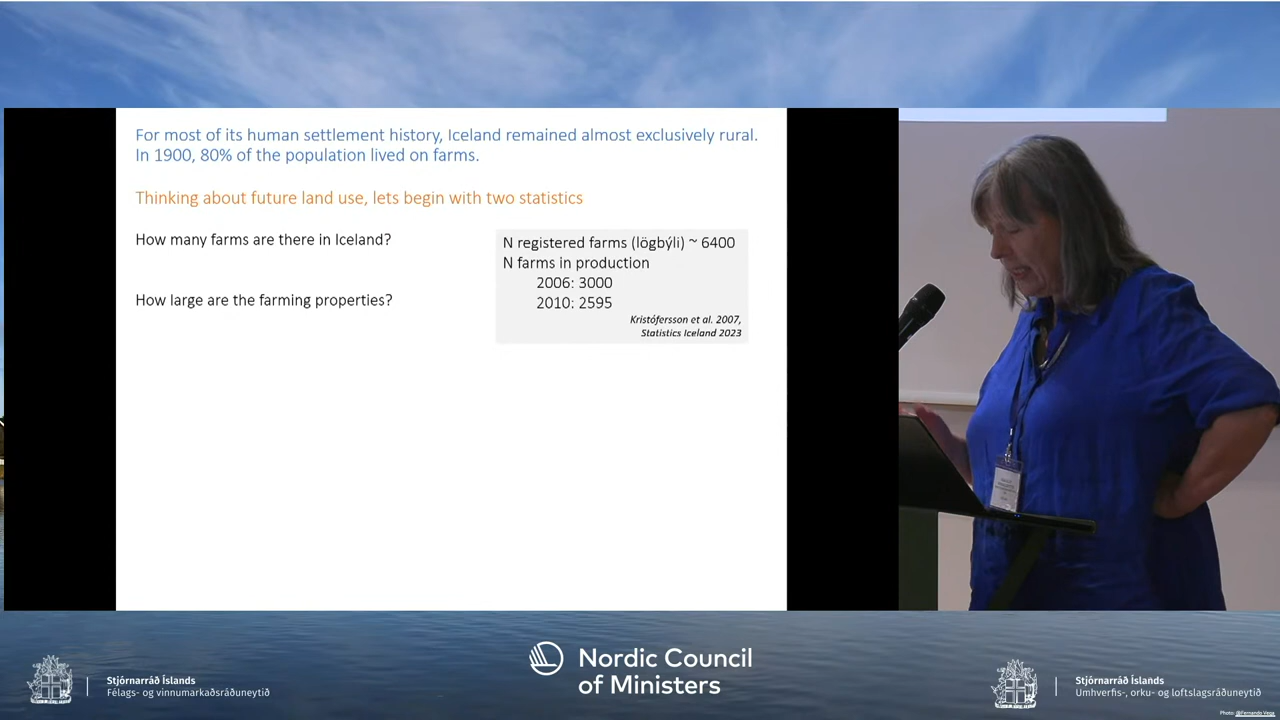 For most of its human settlement history, Iceland remained almost exclusively rural.
In 1900, 80% of the population lived on farms.
Thinking about future land use, lets begin with two statistics
How many farms are there in Iceland?
How large are the farming properties?
N registered farms (lögbýli) ~ 6400
N farms in production
2006: 3000
2010: 2595
Kristófersson et al. 2007,
Statistics Iceland 2023
Stjórnarráð Íslands
Félags- og vinnumarkaðsráðuneytið
Nordic Council
of Ministers
Stjórnarráð Íslands
Umhverfis-, orku- og loftslagsráðuneytið
Photo: @Fernando Vega